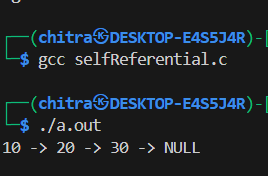 ┌──(chitra㉿DESKTOP-E4S5J4R)-[
└─$ gcc selfReferential.c
┌──(chitra㉿DESKTOP-E4S5J4R)-[
└─$ ./a.out
10 -> 20 -> 30 -> NULL